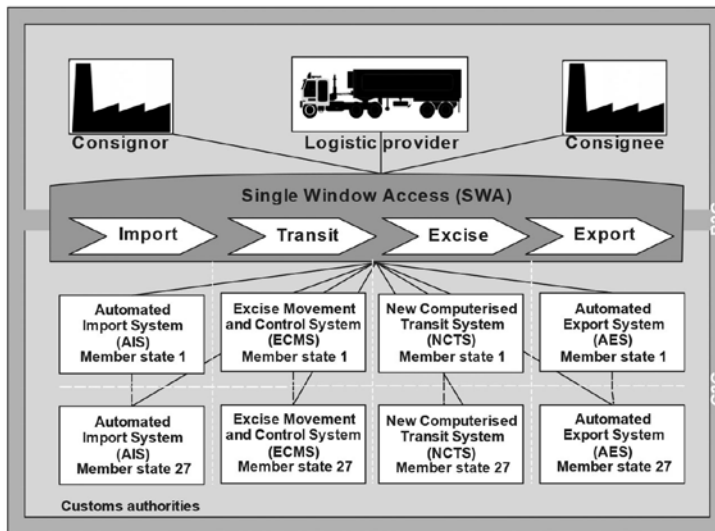 Consignor
Logistic provider
Consignee
Single Window Access (SWA)
Import
Transit
Excise
Export
Automated
Import System
(AIS)
Member state 1
Excise Movement
and Control System
(ECMS)
Member state 1
New Computerised
Transit System
(NCTS)
Member state 1
Automated
Export System
(AES)
Member state 1
Automated
Import System
(AIS)
Member state 27
Excise Movement
and Control System
(ECMS)
Member state 27
New Computerised
Transit System
(NCTS)
Member state 27
Automated
Export System
(AES)
Member state 27
Customs authorities